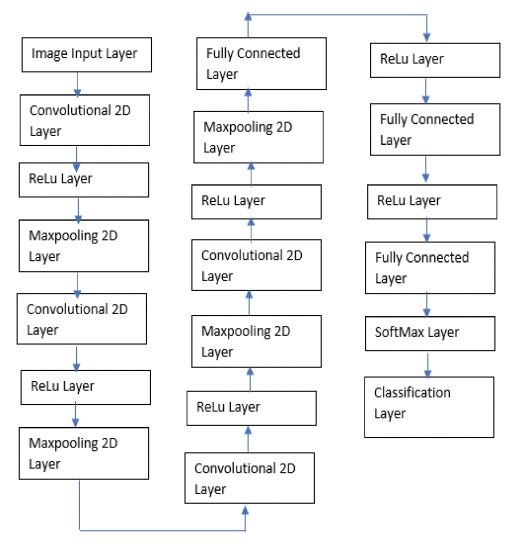 Image Input Layer
Convolutional 2D
Layer
ReLu Layer
Maxpooling 2D
Layer
Convolutional 2D
Layer
ReLu Layer
Maxpooling 2D
Layer
Convolutional 2D
Layer
ReLu Layer
Maxpooling 2D
Layer
Convolutional 2D
Layer
ReLu Layer
Maxpooling 2D
Layer
Fully Connected
Layer
ReLu Layer
Fully Connected
Layer
ReLu Layer
Fully Connected
Layer
SoftMax Layer
Classification
Layer